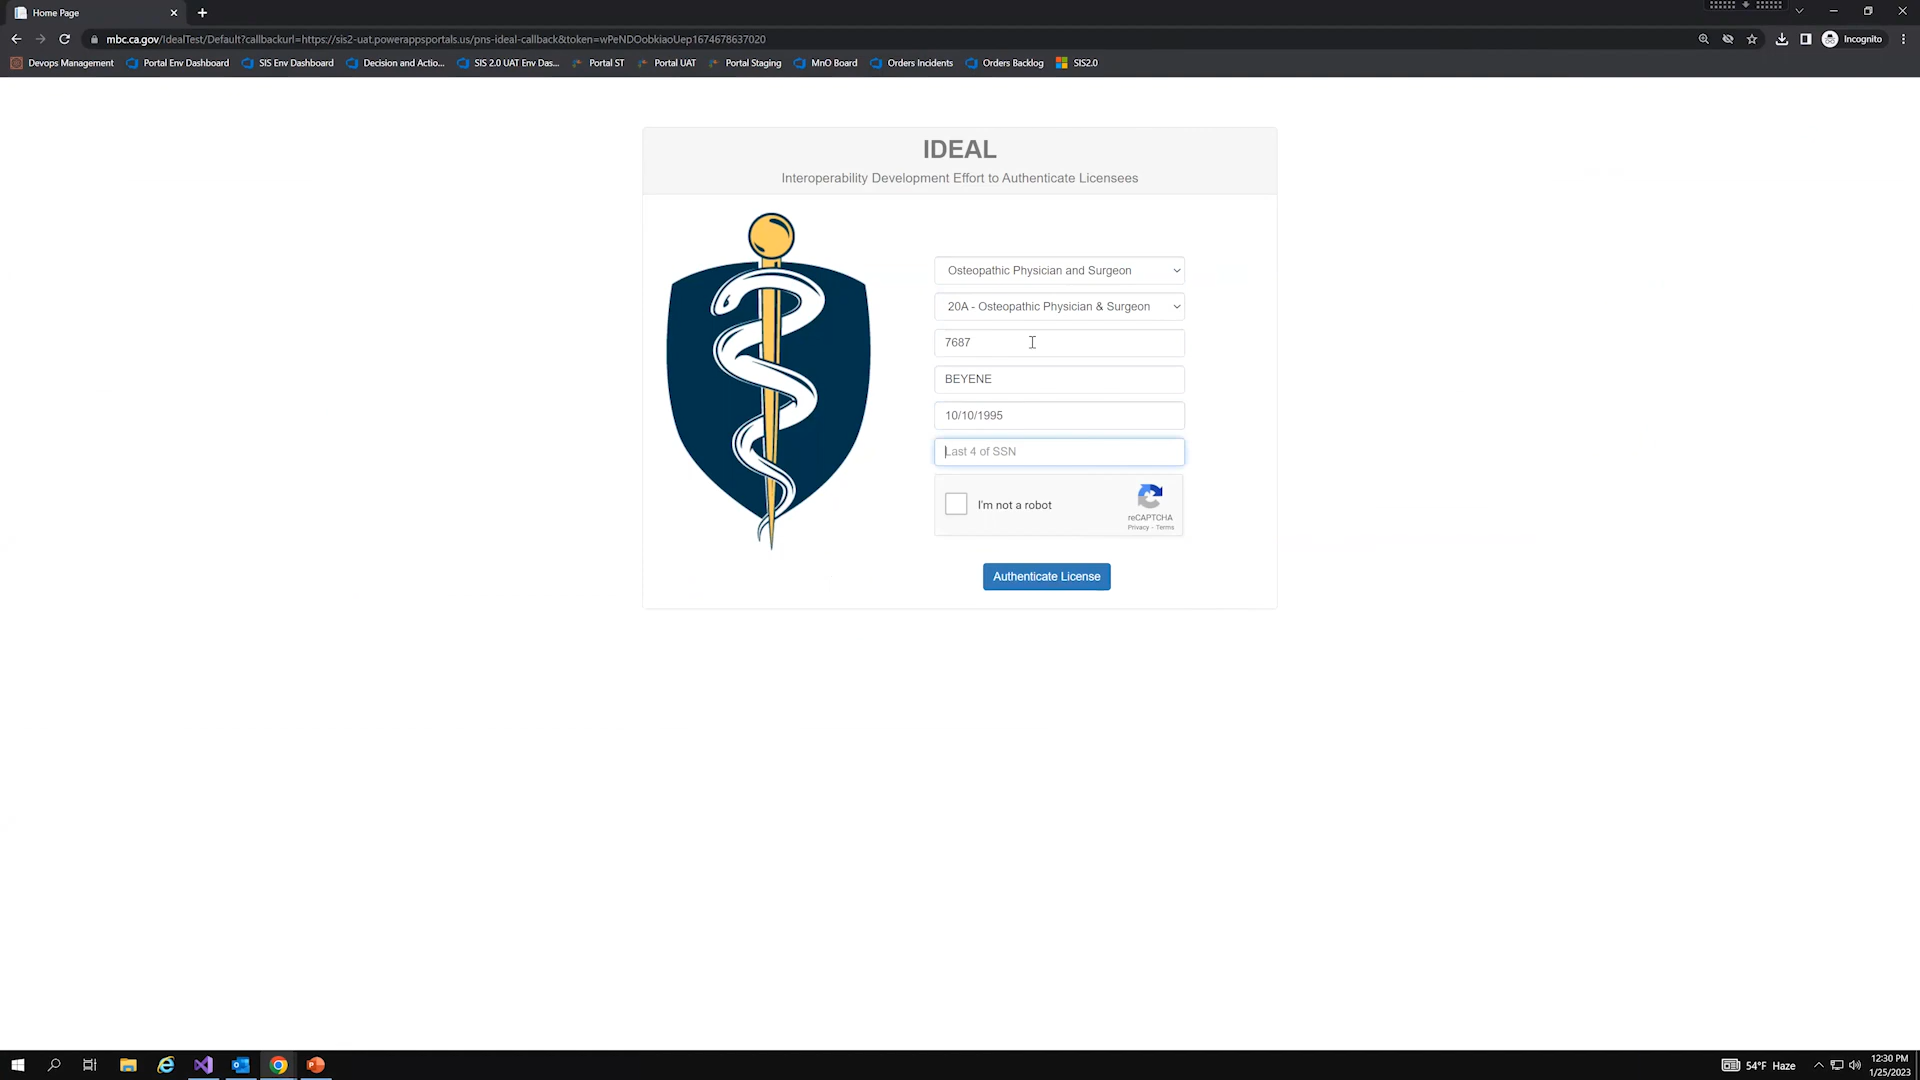 Home Page
mbc.ca.gov/IdealTest/Default?callbackurl=https://sis2-uat.powerappsportals.us/pns-ideal-callback&token=wPeNDOobkiaoUep1674678637020
Incognito
Devops Management Portal Env Dashboard SIS Env Dashboard Decision and Actio... SIS 2.0 UAT Env Das... Portal ST Portal UAT Portal Staging MnO Board Orders Incidents Orders Backlog SIS2.0
IDEAL
Interoperability Development Effort to Authenticate Licensees
Osteopathic Physician and Surgeon
20A - Osteopathic Physician & Surgeon
7687
BEYENE
10/10/1995
Last 4 of SSN
I'm not a robot
reCAPTCHA
Privacy - Terms
Authenticate License
54°F Haze
12:30 PM
1/25/2023